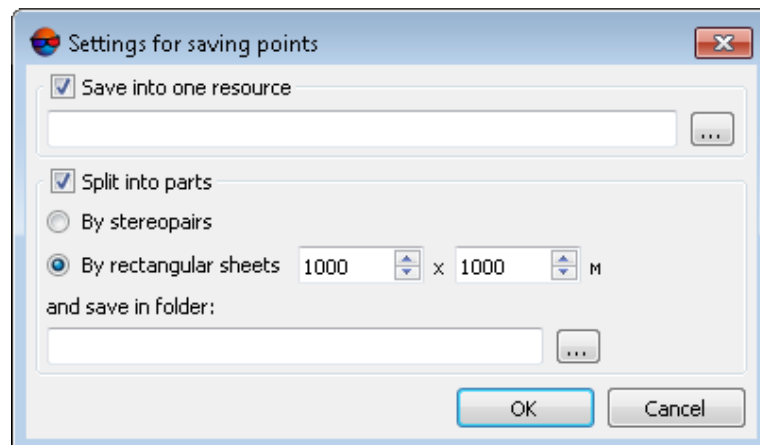 Settings for saving points
Save into one resource
...
Split into parts
By stereopairs
By rectangular sheets 1000 x 1000 м
and save in folder:
...
OK Cancel